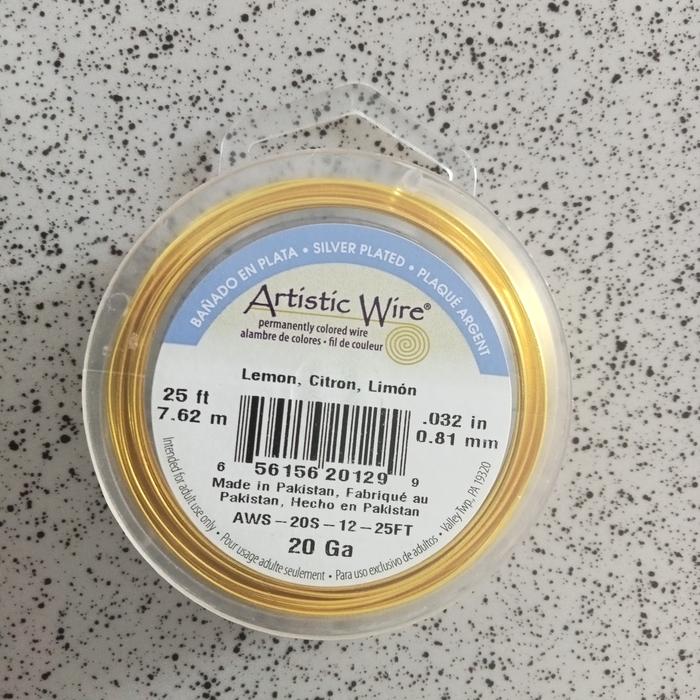 BAÑADO EN PLATA • SILVER PLATED • PLAQUÉ ARGENT
Artistic Wire®
permanently colored wire
alambre de colores • fil de couleur
Lemon, Citron, Limón
25 ft
7.62 m
.032 in
0.81 mm
6 56156 20129 9
Made in Pakistan, Fabriqué au
Pakistan, Hecho en Pakistan
AWS-20S-12-25FT
20 Ga
Intended for adult use only • Pour usage adulte seulement • Para uso exclusivo de adultos • Valley Twp, PA 19320